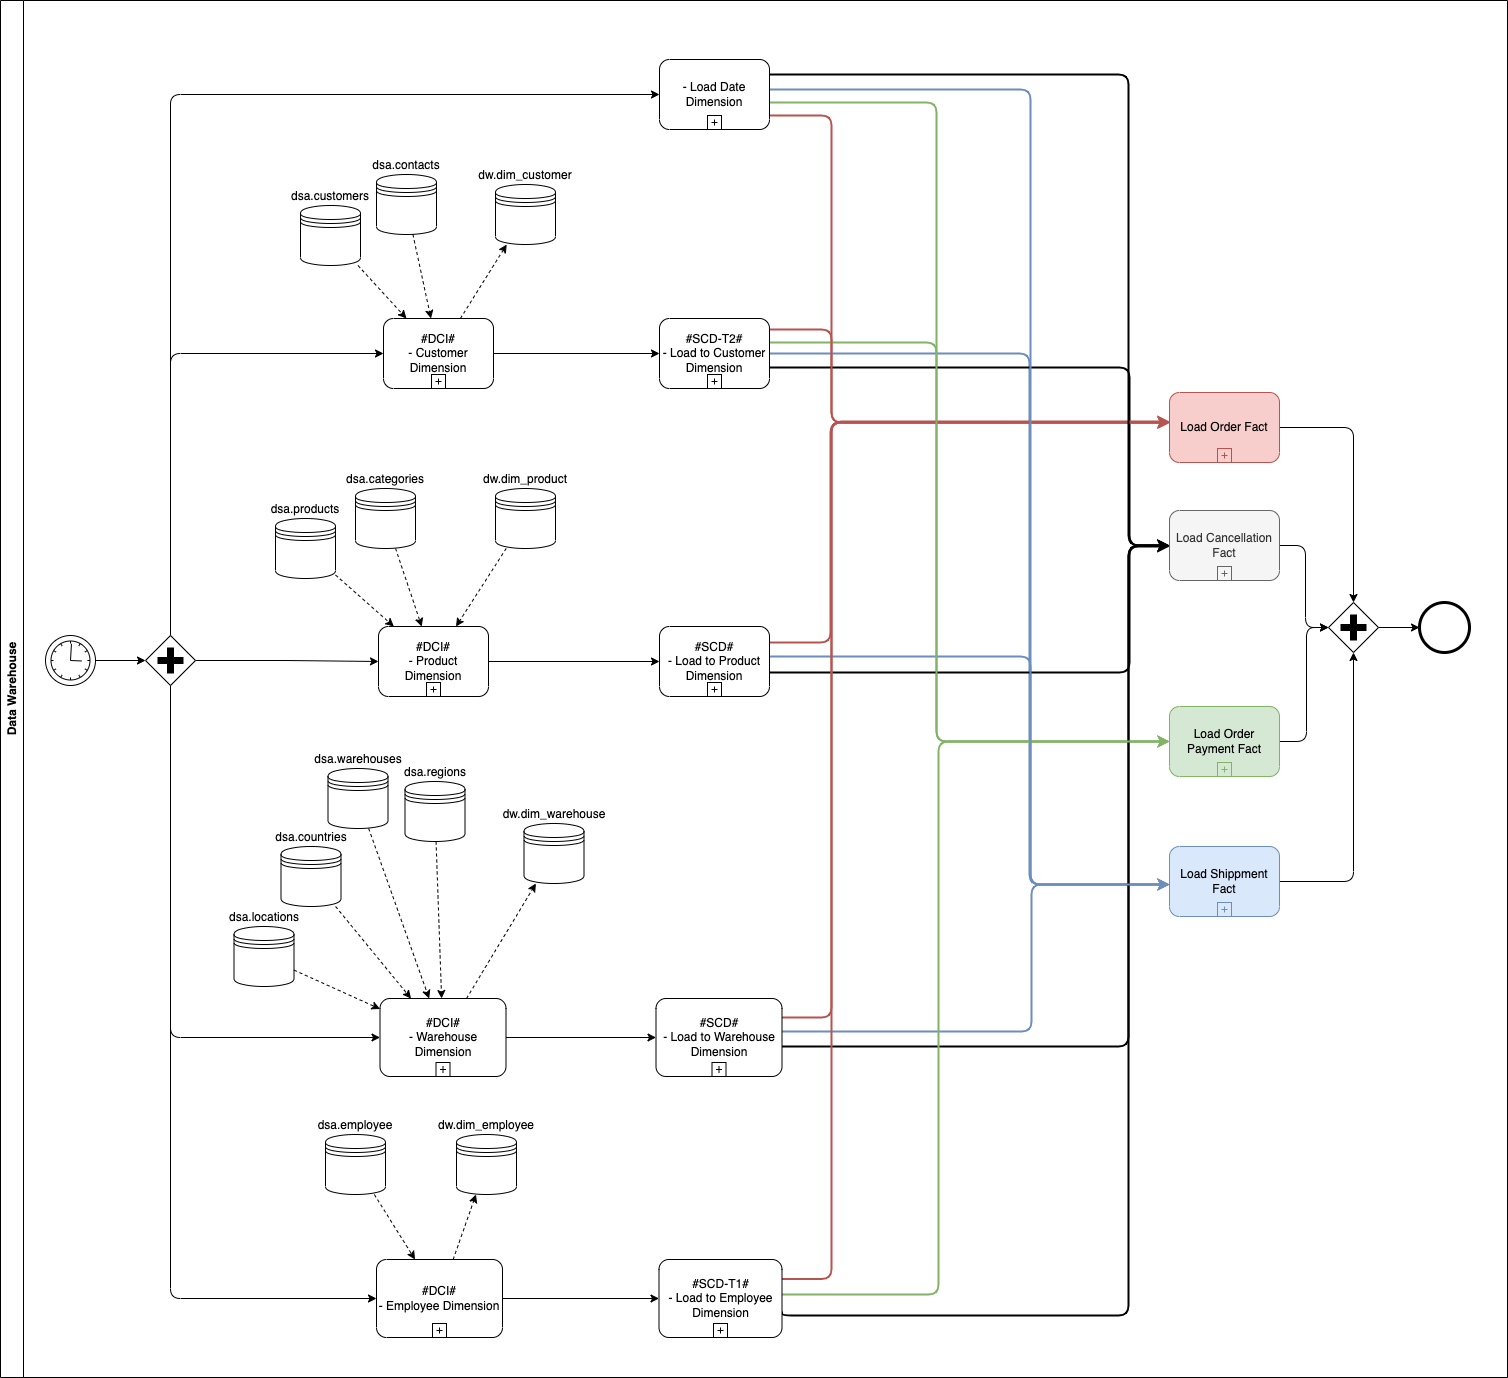 Data Warehouse
- Load Date
Dimension
dsa.contacts
dsa.customers
dw.dim_customer
#DCI#
- Customer
Dimension
#SCD-T2#
- Load to Customer
Dimension
Load Order Fact
dsa.categories
dsa.products
dw.dim_product
Load Cancellation
Fact
#DCI#
- Product
Dimension
#SCD#
- Load to Product
Dimension
Load Order
Payment Fact
dsa.warehouses
dsa.regions
dsa.countries
dw.dim_warehouse
dsa.locations
Load Shippment
Fact
#DCI#
- Warehouse
Dimension
#SCD#
- Load to Warehouse
Dimension
dsa.employee
dw.dim_employee
#DCI#
- Employee Dimension
#SCD-T1#
- Load to Employee
Dimension